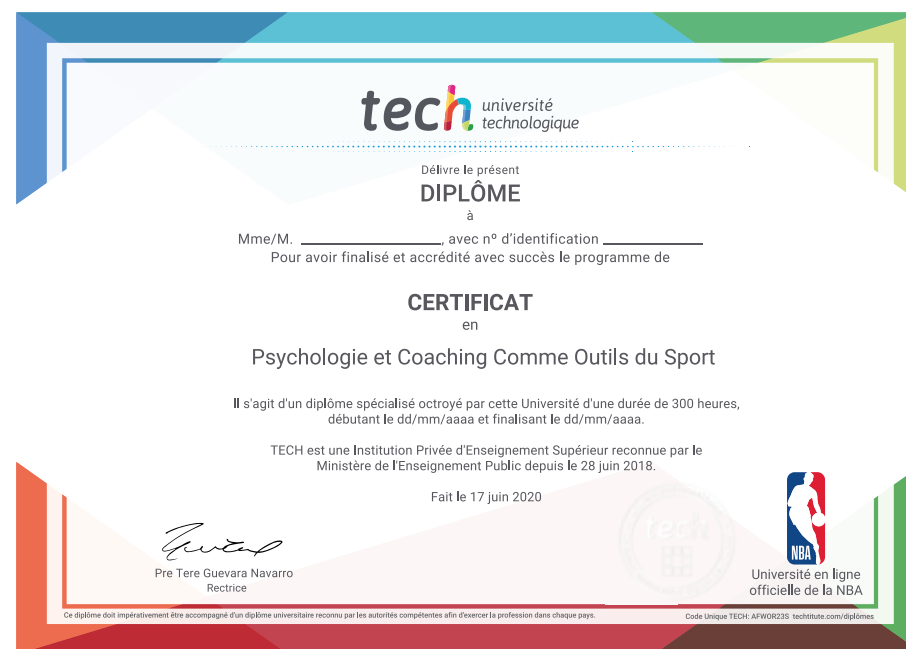 tech université
technologique
Délivre le présent
DIPLÔME
à
Mme/M. ____________________, avec nº d'identification ______________
Pour avoir finalisé et accrédité avec succès le programme de
CERTIFICAT
en
Psychologie et Coaching Comme Outils du Sport
Il s'agit d'un diplôme spécialisé octroyé par cette Université d'une durée de 300 heures,
débutant le dd/mm/aaaa et finalisant le dd/mm/aaaa.
TECH est une Institution Privée d'Enseignement Supérieur reconnue par le
Ministère de l'Enseignement Public depuis le 28 juin 2018.
Fait le 17 juin 2020
tech
NBA
Pre Tere Guevara Navarro
Rectrice
Université en ligne
officielle de la NBA
Ce diplôme doit impérativement être accompagné d'un diplôme universitaire reconnu par les autorités compétentes afin d'exercer la profession dans chaque pays.
Code Unique TECH: AFWOR23S techtitute.com/diplômes